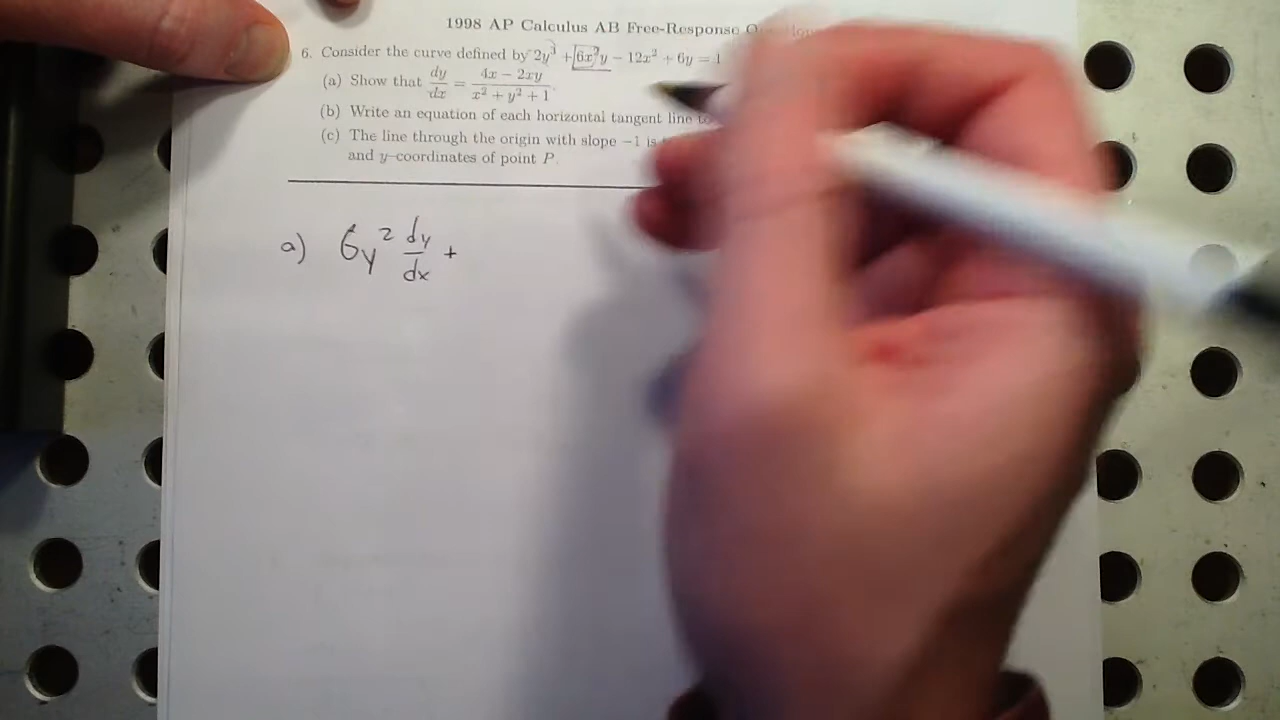 1998 AP Calculus AB Free-Response
6. Consider the curve defined by 2y³ + 6x²y − 12x² + 6y = 1
(a) Show that dy/dx = (4x − 2xy)/(x² + y² + 1).
(b) Write an equation of each horizontal tangent line to
(c) The line through the origin with slope −1 is
and y-coordinates of point P.
a) 6y² dy/dx +